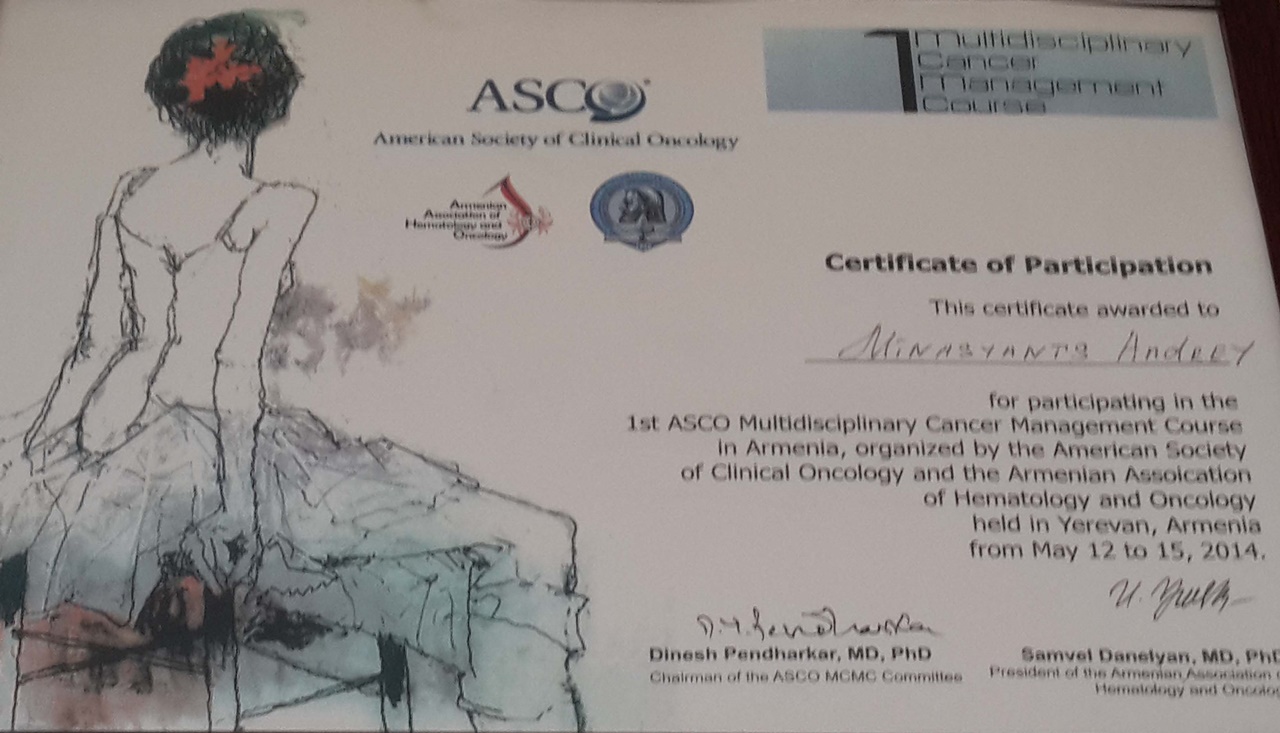 ASCO
American Society of Clinical Oncology
1 Multidisciplinary
Cancer
Management
Course
Armenian
Association of
Hematology and
Oncology
Certificate of Participation
This certificate awarded to
Minasyants Andrey
for participating in the
1st ASCO Multidisciplinary Cancer Management Course
in Armenia, organized by the American Society
of Clinical Oncology and the Armenian Assoication
of Hematology and Oncology
held in Yerevan, Armenia
from May 12 to 15, 2014.
Dinesh Pendharkar, MD, PhD
Chairman of the ASCO MCMC Committee
Samvel Danelyan, MD, PhD
President of the Armenian Association
Hematology and Oncolog